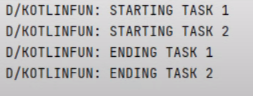 D/KOTLINFUN: STARTING TASK 1
D/KOTLINFUN: STARTING TASK 2
D/KOTLINFUN: ENDING TASK 1
D/KOTLINFUN: ENDING TASK 2